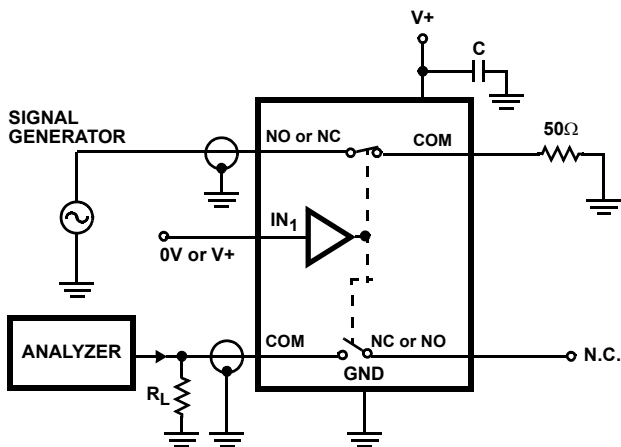 V+
C
SIGNAL
GENERATOR
NO or NC
COM
50Ω
IN1
0V or V+
ANALYZER
COM
NC or NO
N.C.
GND
RL